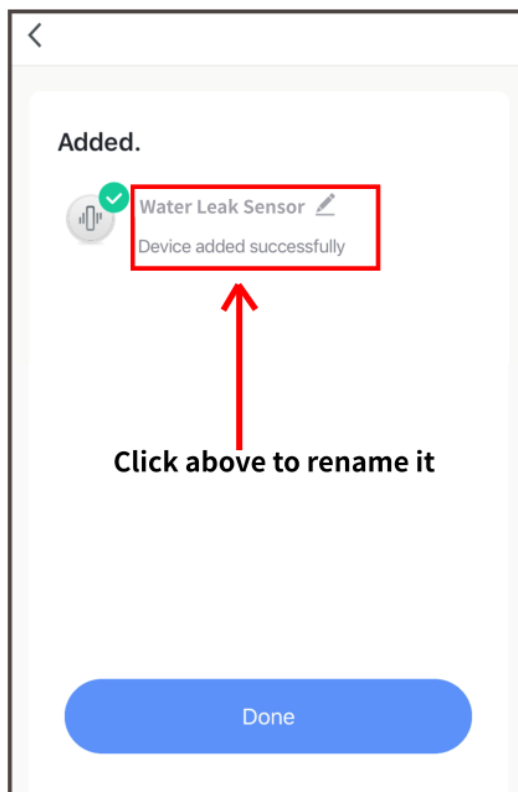 Added.
Water Leak Sensor
Device added successfully
Click above to rename it
Done